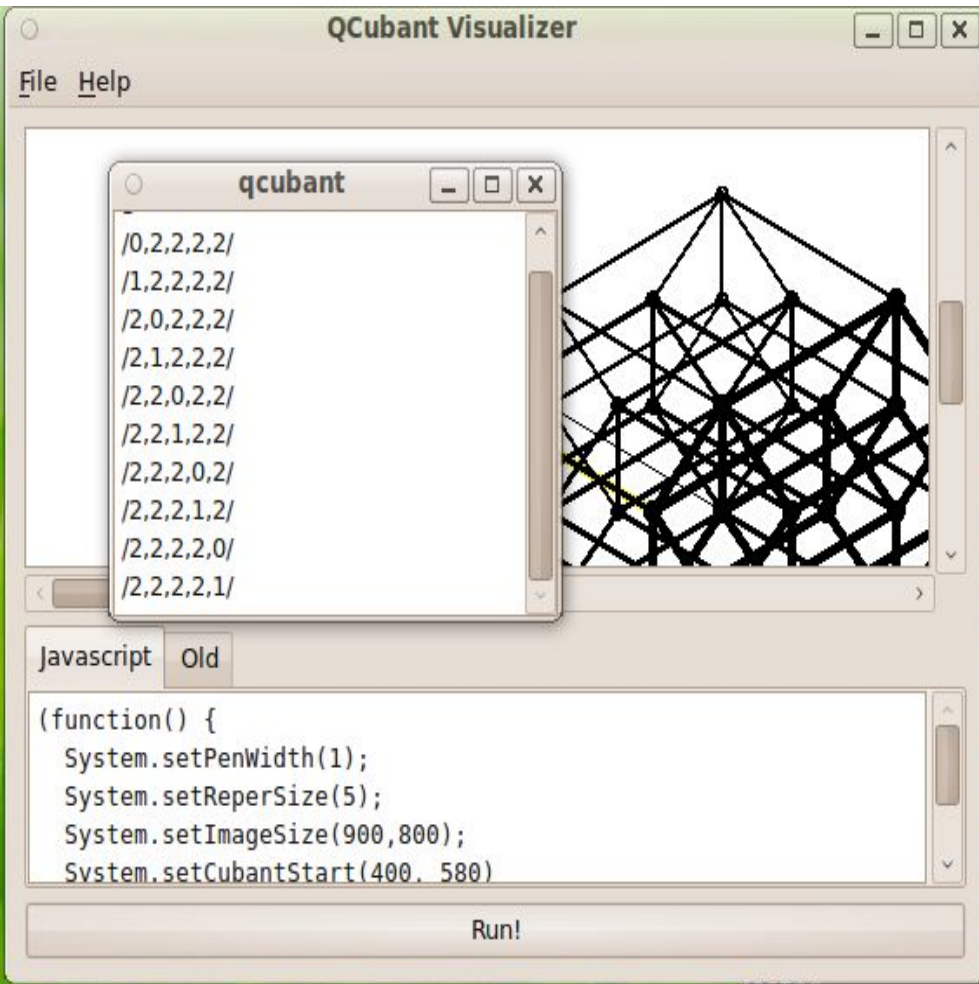 QCubant Visualizer
File Help
qcubant
/0,2,2,2,2/
/1,2,2,2,2/
/2,0,2,2,2/
/2,1,2,2,2/
/2,2,0,2,2/
/2,2,1,2,2/
/2,2,2,0,2/
/2,2,2,1,2/
/2,2,2,2,0/
/2,2,2,2,1/
Javascript Old
(function() {
System.setPenWidth(1);
System.setReperSize(5);
System.setImageSize(900,800);
System.setCubantStart(400, 580)
Run!